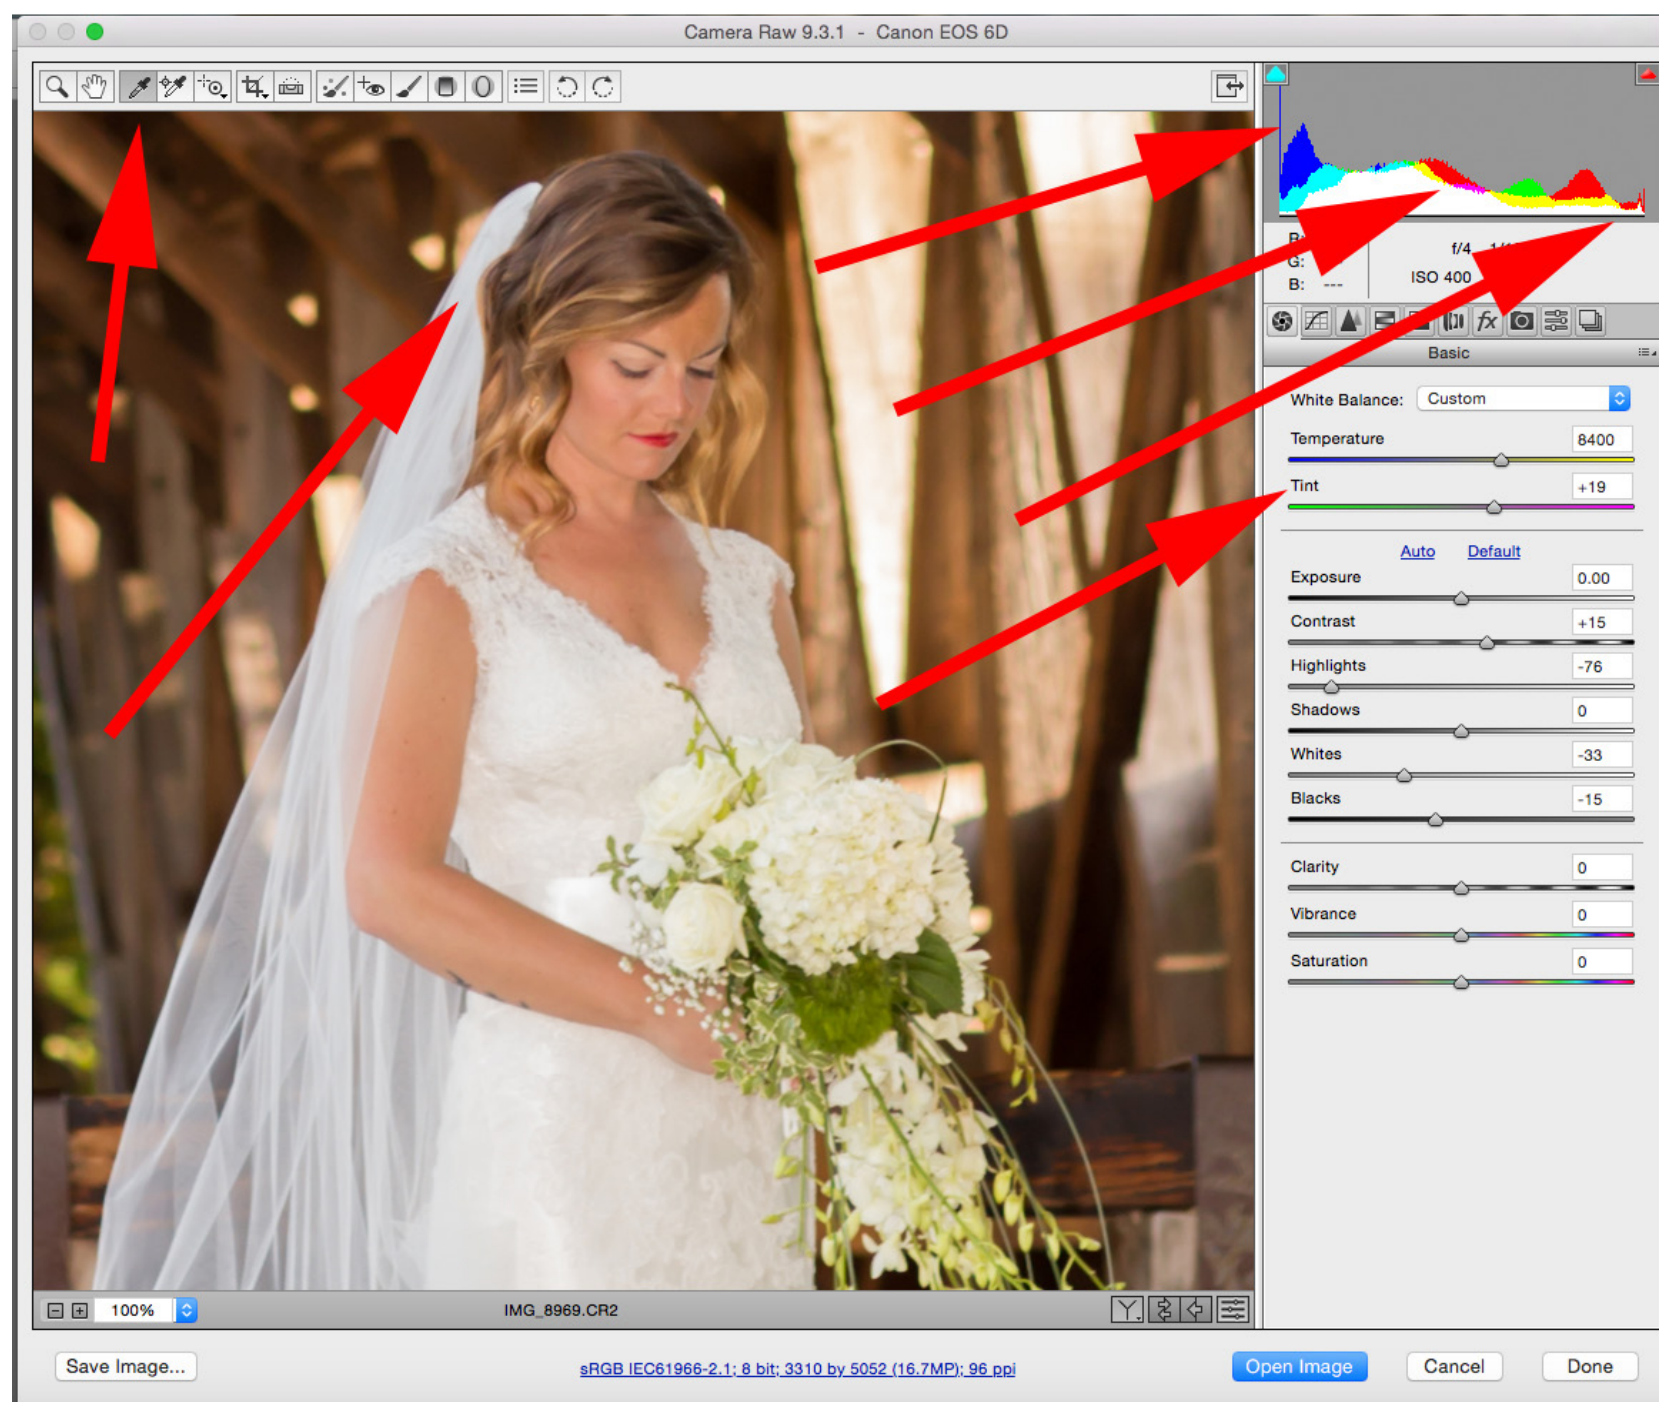 Camera Raw 9.3.1 - Canon EOS 6D
G:
B: ---
f/4
ISO 400
fx
Basic
White Balance: Custom
Temperature 8400
Tint +19
Auto Default
Exposure 0.00
Contrast +15
Highlights -76
Shadows 0
Whites -33
Blacks -15
Clarity 0
Vibrance 0
Saturation 0
100% IMG_8969.CR2 Y
Save Image... sRGB IEC61966-2.1; 8 bit; 3310 by 5052 (16.7MP); 96 ppi Open Image Cancel Done